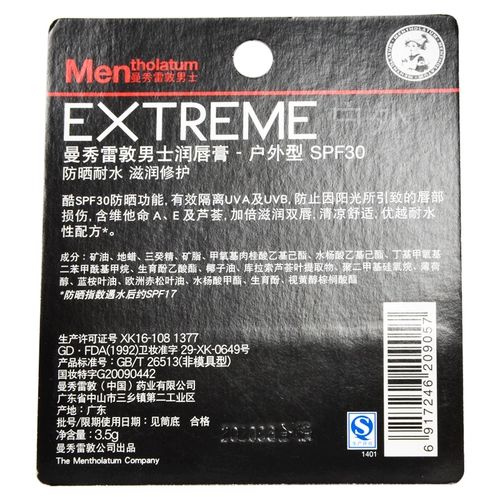 Mentholatum
曼秀雷敦男士
EXTREME 户外
曼秀雷敦男士润唇膏 - 户外型 SPF30
防晒耐水 滋润修护
酷SPF30防晒功能, 有效隔离UVA及UVB, 防止因阳光所引致的唇部
损伤, 含维他命A、E及芦荟, 加倍滋润双唇, 清凉舒适, 优越耐水
性配方*。
成分: 矿油、地蜡、三癸精、矿脂、甲氧基肉桂酸乙基己酯、水杨酸乙基己酯、丁基甲氧基
二苯甲酰基甲烷、生育酚乙酸酯、椰子油、库拉索芦荟叶提取物、聚二甲基硅氧烷、薄荷
醇、蓝桉叶油、欧洲赤松叶油、水杨酸甲酯、生育酚、视黄醇棕榈酸酯
*防晒指数遇水后约SPF17
生产许可证号 XK16-108 1377
GD·FDA(1992)卫妆准字 29-XK-0649号
产品标准号: GB/T 26513(非模具型)
国妆特字G20090442
曼秀雷敦（中国）药业有限公司
广东省中山市三乡镇第二工业区
产地: 广东
批号/限期使用日期: 见筒底 合格
净含量: 3.5g
曼秀雷敦公司出品
The Mentholatum Company
QS
生产许可
1401
6 917246 209057